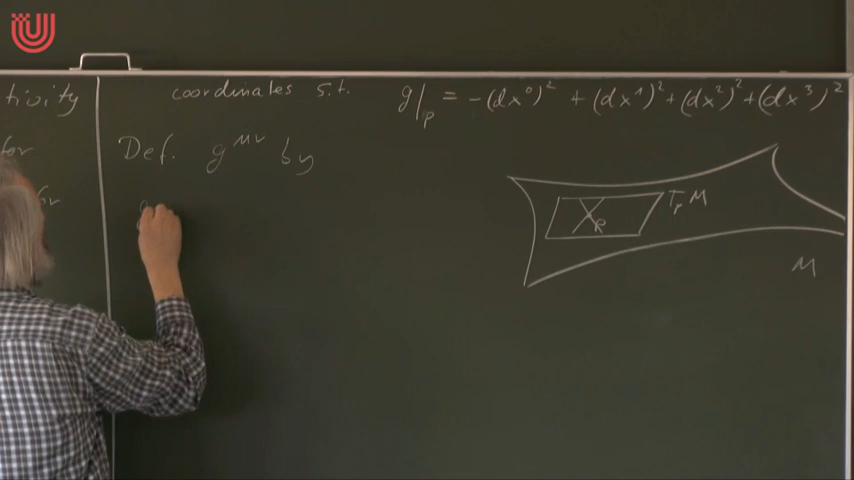 tivity
for
for
coordinates s.t. g|_p = -(dx⁰)² + (dx¹)² + (dx²)² + (dx³)²
Def. g^{μν} by
T_p M
p
M